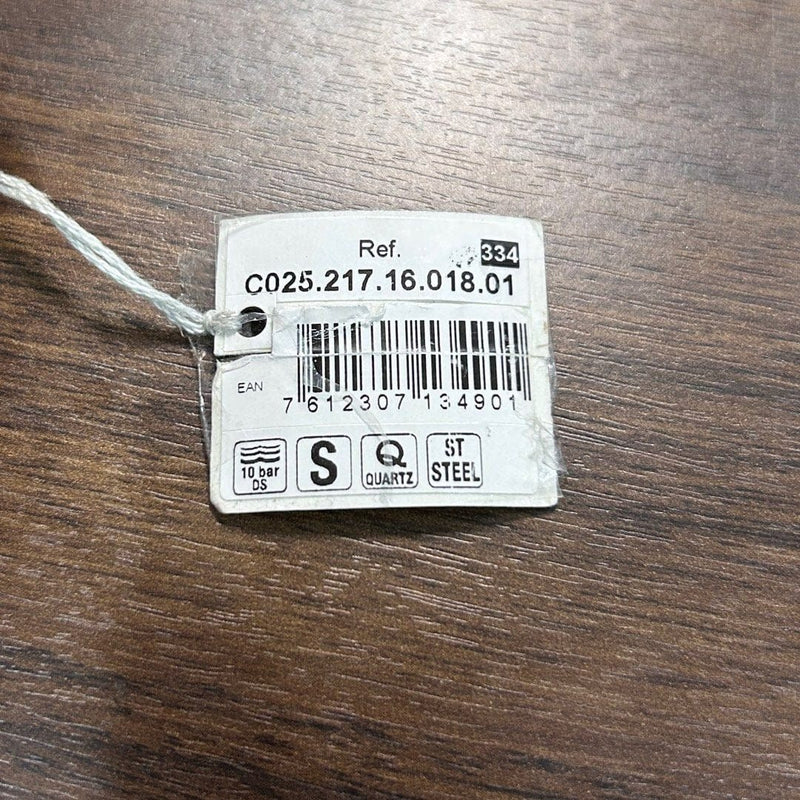 Ref.
334
C025.217.16.018.01
EAN
7 612307 134901
10 bar
DS
S
Q
QUARTZ
ST
STEEL